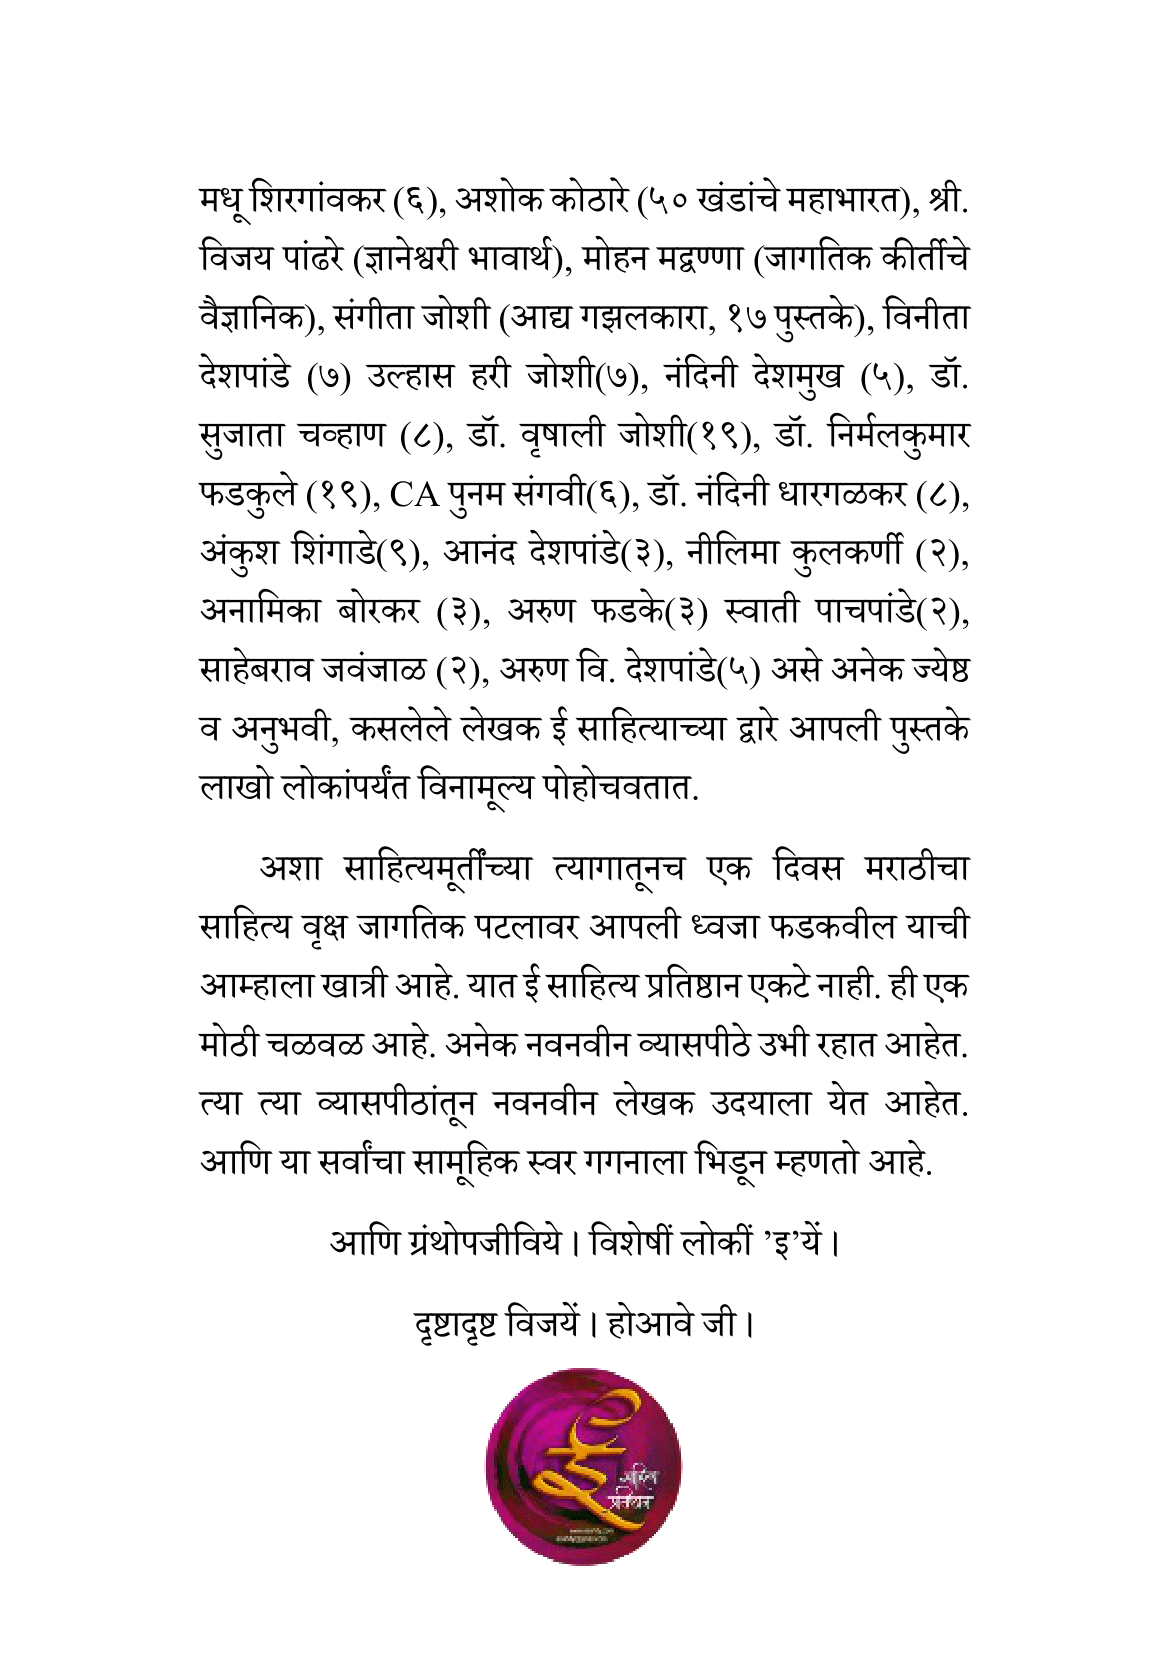 मधू शिरगांवकर (६), अशोक कोठारे (५० खंडांचे महाभारत), श्री.
विजय पांढरे (ज्ञानेश्वरी भावार्थ), मोहन मद्वण्णा (जागतिक कीर्तीचे
वैज्ञानिक), संगीता जोशी (आद्य गझलकारा, १७ पुस्तके), विनीता
देशपांडे (७) उल्हास हरी जोशी(७), नंदिनी देशमुख (५), डॉ.
सुजाता चव्हाण (८), डॉ. वृषाली जोशी(१९), डॉ. निर्मलकुमार
फडकुले (१९), CA पुनम संगवी(६), डॉ. नंदिनी धारगळकर (८),
अंकुश शिंगाडे(९), आनंद देशपांडे(३), नीलिमा कुलकर्णी (२),
अनामिका बोरकर (३), अरुण फडके(३) स्वाती पाचपांडे(२),
साहेबराव जवंजाळ (२), अरुण वि. देशपांडे(५) असे अनेक ज्येष्ठ
व अनुभवी, कसलेले लेखक ई साहित्याच्या द्वारे आपली पुस्तके
लाखो लोकांपर्यंत विनामूल्य पोहोचवतात.
अशा साहित्यमूर्तींच्या त्यागातूनच एक दिवस मराठीचा
साहित्य वृक्ष जागतिक पटलावर आपली ध्वजा फडकवील याची
आम्हाला खात्री आहे. यात ई साहित्य प्रतिष्ठान एकटे नाही. ही एक
मोठी चळवळ आहे. अनेक नवनवीन व्यासपीठे उभी रहात आहेत.
त्या त्या व्यासपीठांतून नवनवीन लेखक उदयाला येत आहेत.
आणि या सर्वांचा सामूहिक स्वर गगनाला भिडून म्हणतो आहे.
आणि ग्रंथोपजीविये। विशेषीं लोकीं ’इ’यें।
दृष्टादृष्ट विजयें। होआवे जी।
ई
साहित्य
प्रतिष्ठान